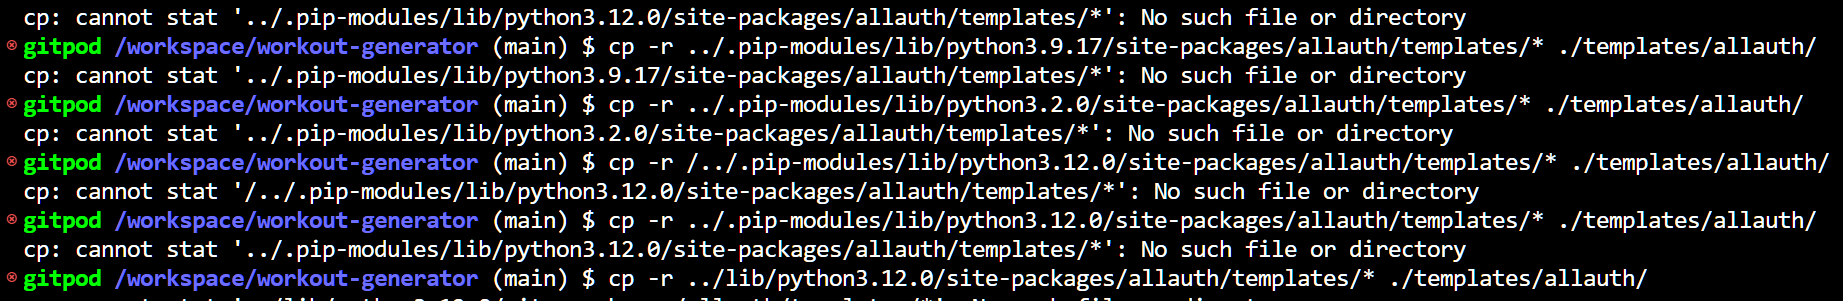 cp: cannot stat '../.pip-modules/lib/python3.12.0/site-packages/allauth/templates/*': No such file or directory
gitpod /workspace/workout-generator (main) $ cp -r ../.pip-modules/lib/python3.9.17/site-packages/allauth/templates/* ./templates/allauth/
cp: cannot stat '../.pip-modules/lib/python3.9.17/site-packages/allauth/templates/*': No such file or directory
gitpod /workspace/workout-generator (main) $ cp -r ../.pip-modules/lib/python3.2.0/site-packages/allauth/templates/* ./templates/allauth/
cp: cannot stat '../.pip-modules/lib/python3.2.0/site-packages/allauth/templates/*': No such file or directory
gitpod /workspace/workout-generator (main) $ cp -r /../.pip-modules/lib/python3.12.0/site-packages/allauth/templates/* ./templates/allauth/
cp: cannot stat '/../.pip-modules/lib/python3.12.0/site-packages/allauth/templates/*': No such file or directory
gitpod /workspace/workout-generator (main) $ cp -r ../.pip-modules/lib/python3.12.0/site-packages/allauth/templates/* ./templates/allauth/
cp: cannot stat '../.pip-modules/lib/python3.12.0/site-packages/allauth/templates/*': No such file or directory
gitpod /workspace/workout-generator (main) $ cp -r ../lib/python3.12.0/site-packages/allauth/templates/* ./templates/allauth/